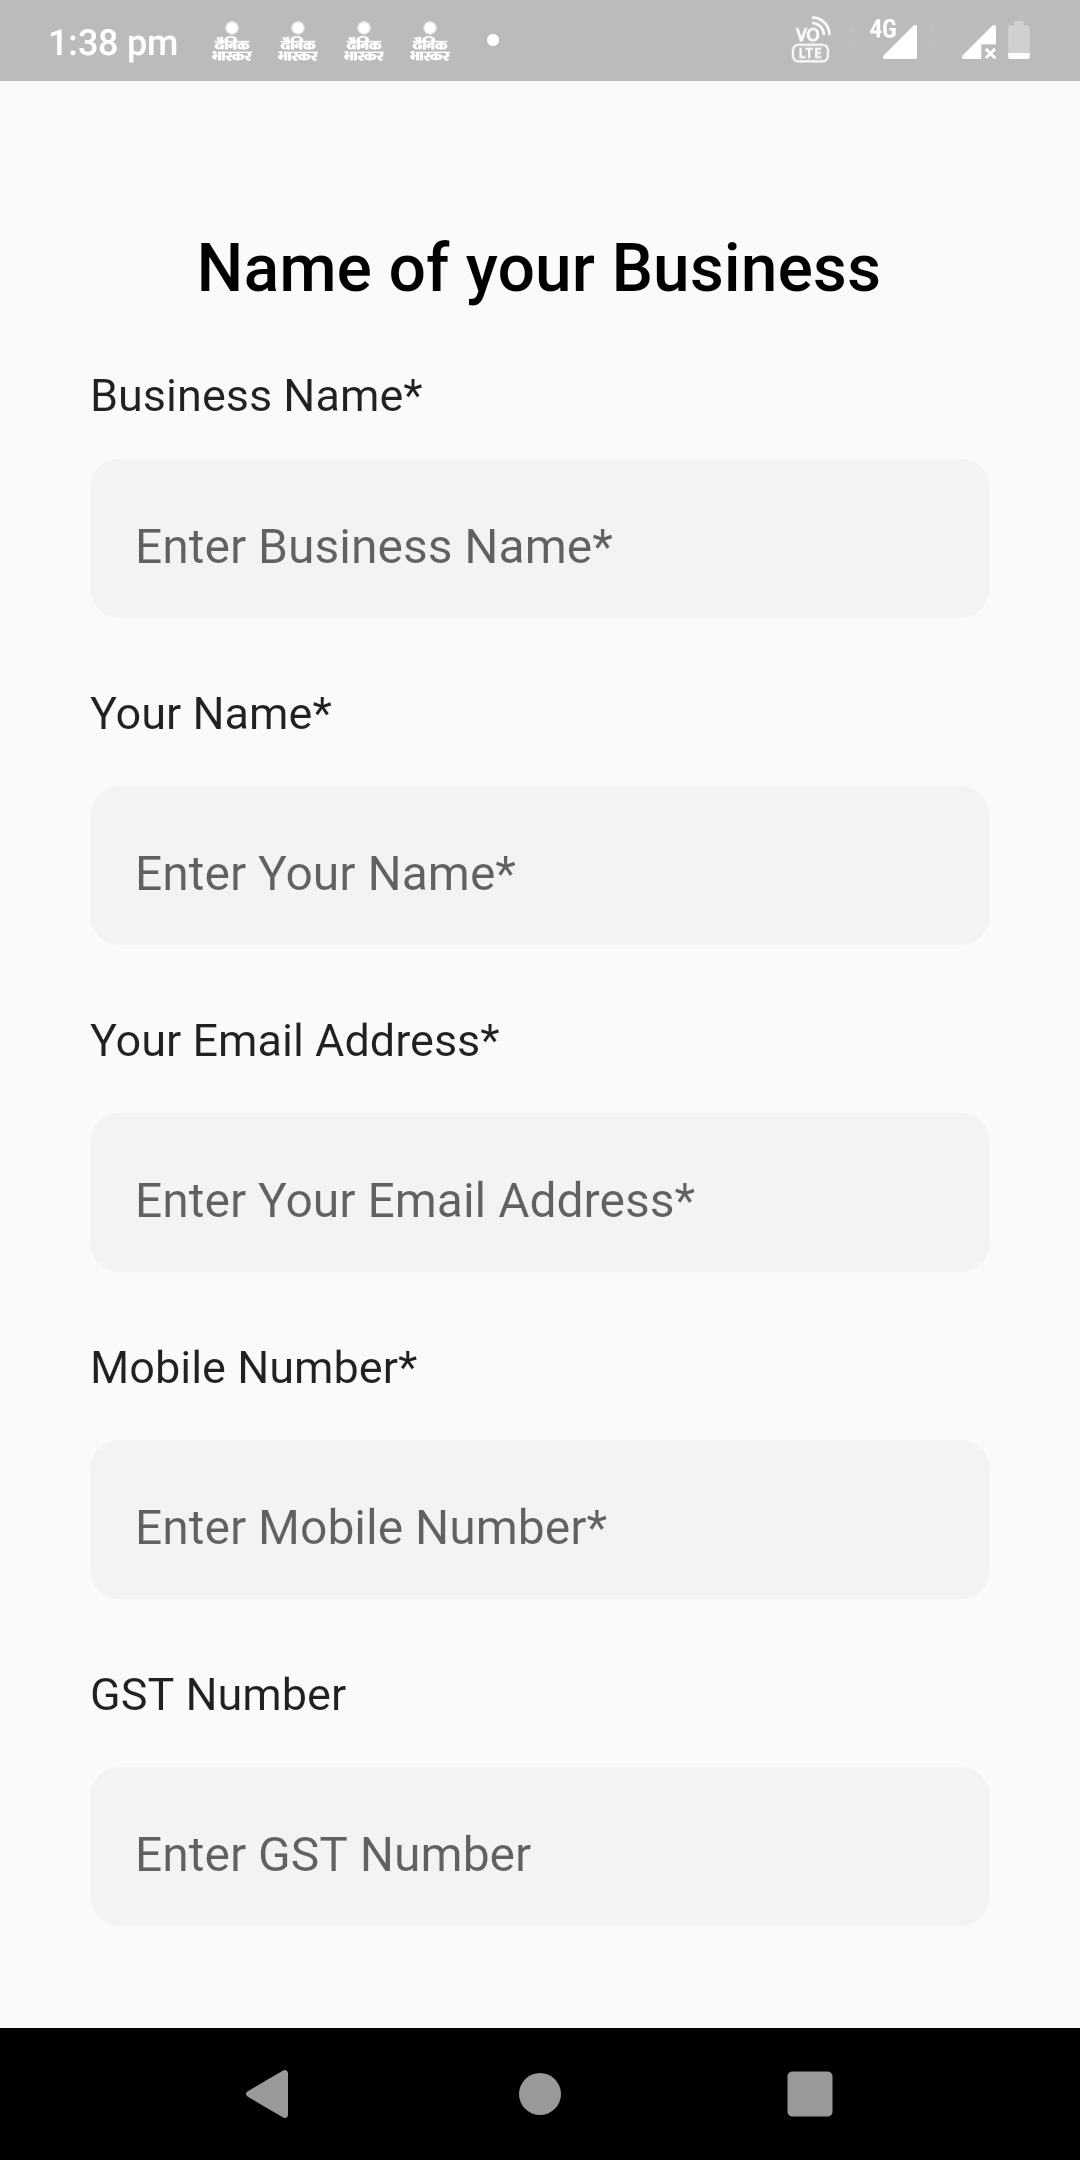 1:38 pm दैनिक भास्कर दैनिक भास्कर दैनिक भास्कर दैनिक भास्कर VO LTE 4G
Name of your Business
Business Name*
Enter Business Name*
Your Name*
Enter Your Name*
Your Email Address*
Enter Your Email Address*
Mobile Number*
Enter Mobile Number*
GST Number
Enter GST Number